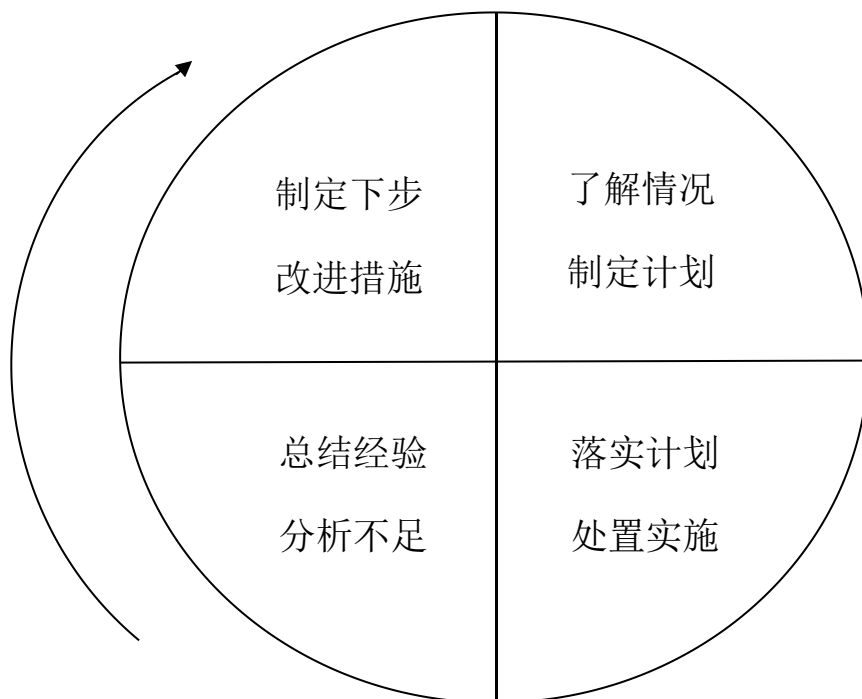 制定下步
改进措施
了解情况
制定计划
总结经验
分析不足
落实计划
处置实施